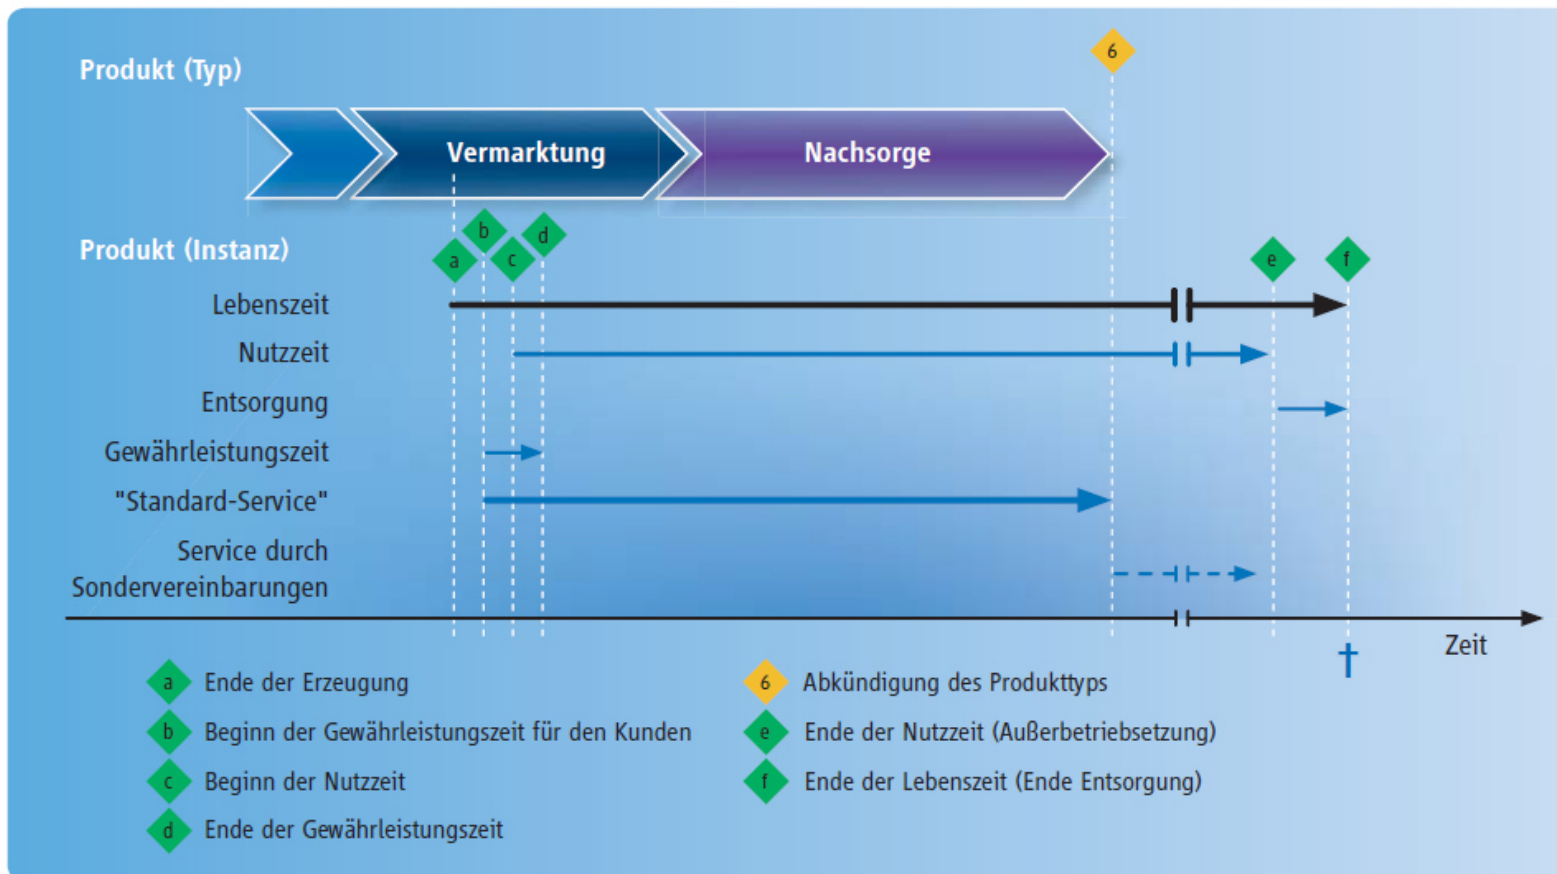 Produkt (Typ)
6
Vermarktung
Nachsorge
Produkt (Instanz)
a
b
c
d
e
f
Lebenszeit
Nutzzeit
Entsorgung
Gewährleistungszeit
"Standard-Service"
Service durch
Sondervereinbarungen
Zeit
†
a Ende der Erzeugung
b Beginn der Gewährleistungszeit für den Kunden
c Beginn der Nutzzeit
d Ende der Gewährleistungszeit
6 Abkündigung des Produkttyps
e Ende der Nutzzeit (Außerbetriebsetzung)
f Ende der Lebenszeit (Ende Entsorgung)